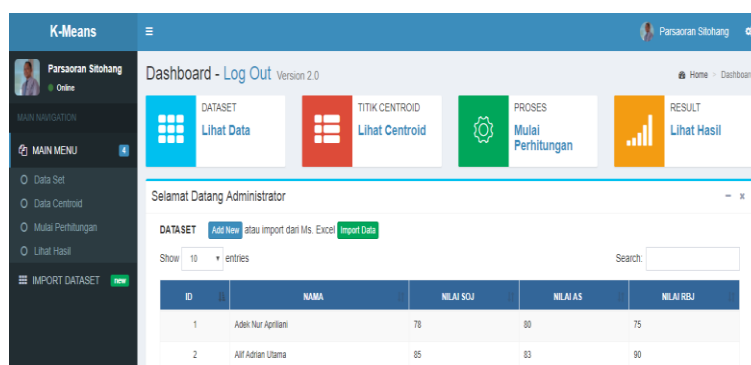 K-Means
Parsaoran Sitohang
Parsaoran Sitohang
Online
MAIN NAVIGATION
MAIN MENU 4
Data Set
Data Centroid
Mulai Perhitungan
Lihat Hasil
IMPORT DATASET new
Dashboard - Log Out Version 2.0
Home > Dashboar
DATASET
Lihat Data
TITIK CENTROID
Lihat Centroid
PROSES
Mulai
Perhitungan
RESULT
Lihat Hasil
Selamat Datang Administrator
DATASET Add New atau import dari Ms. Excel Import Data
Show 10 entries
Search:
ID NAMA NILAI SOJ NILAI AS NILAI RBJ
1 Adek Nur Apriliani 78 80 75
2 Alif Adrian Utama 85 83 90